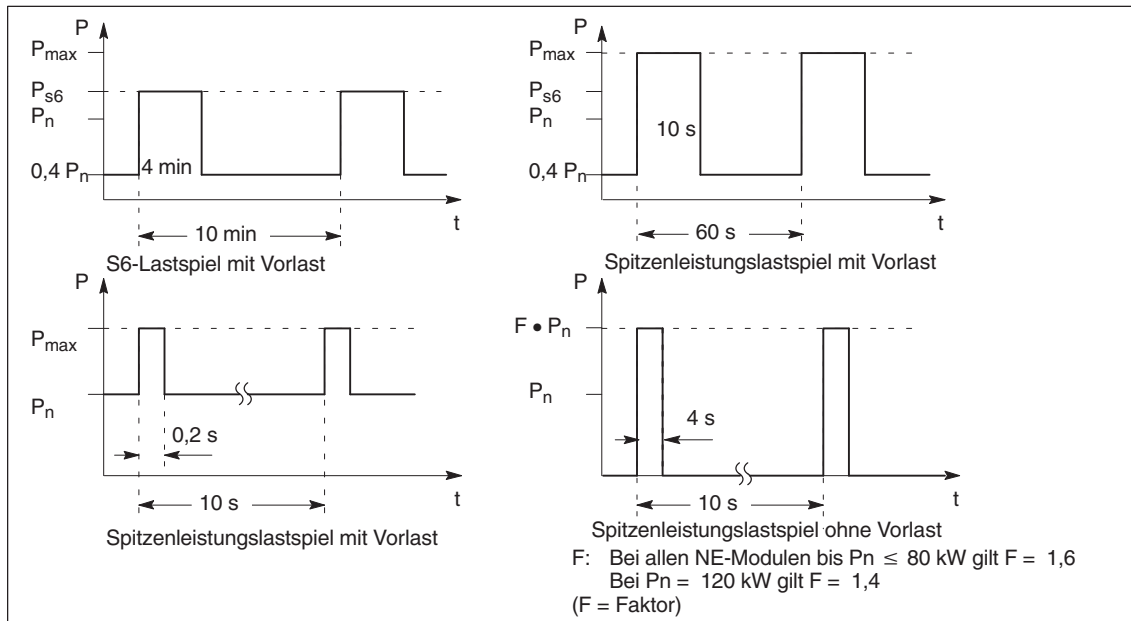 P
P_max
P_s6
P_n
0,4 P_n
4 min
t
10 min
S6-Lastspiel mit Vorlast
P
P_max
P_s6
P_n
0,4 P_n
10 s
t
60 s
Spitzenleistungslastspiel mit Vorlast
P
P_max
P_n
0,2 s
t
10 s
Spitzenleistungslastspiel mit Vorlast
P
F • P_n
P_n
4 s
t
10 s
Spitzenleistungslastspiel ohne Vorlast
F: Bei allen NE-Modulen bis Pn ≤ 80 kW gilt F = 1,6
Bei Pn = 120 kW gilt F = 1,4
(F = Faktor)